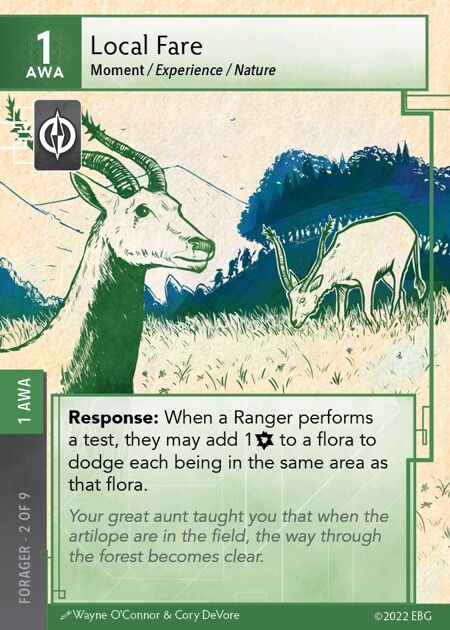 1
AWA
Local Fare
Moment / Experience / Nature
1 AWA
FORAGER · 2 OF 9
Response: When a Ranger performs
a test, they may add 1 to a flora to
dodge each being in the same area as
that flora.
Your great aunt taught you that when the
artilope are in the field, the way through
the forest becomes clear.
Wayne O'Connor & Cory DeVore
©2022 EBG